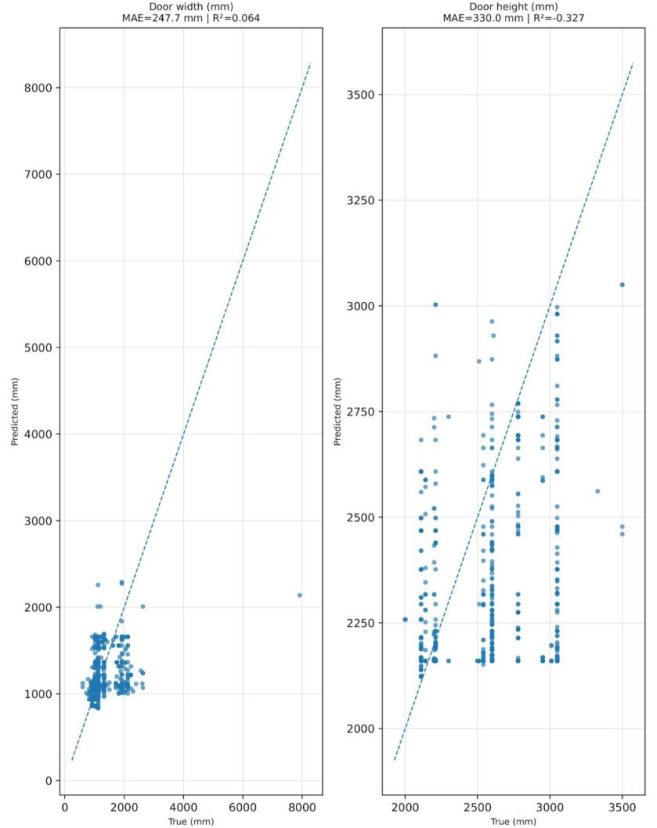 Door width (mm)
MAE=247.7 mm | R²=0.064
8000
7000
6000
5000
4000
3000
2000
1000
0
Predicted (mm)
0 2000 4000 6000 8000
True (mm)
Door height (mm)
MAE=330.0 mm | R²=-0.327
3500
3250
3000
2750
2500
2250
2000
Predicted (mm)
2000 2500 3000 3500
True (mm)